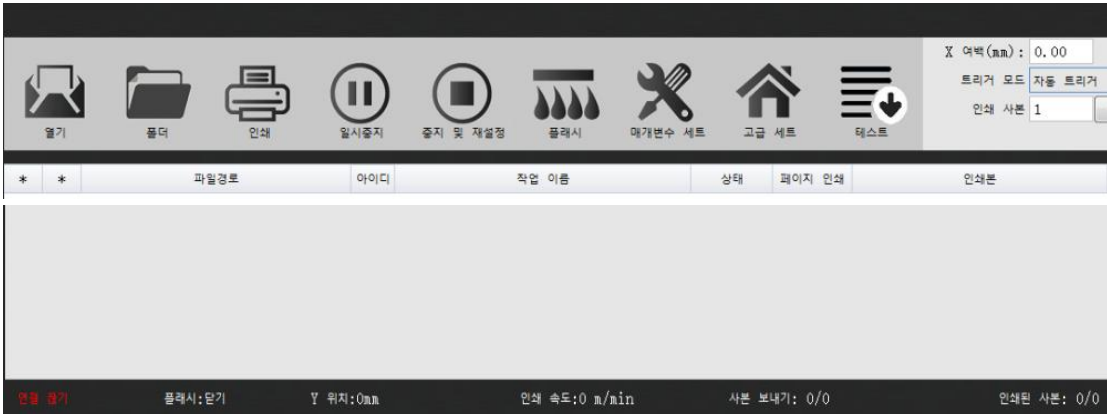 X 여백(mm): 0.00
트리거 모드 자동 트리거
인쇄 사본 1
열기 폴더 인쇄 일시중지 중지 및 재설정 플래시 매개변수 세트 고급 세트 테스트
* * 파일경로 아이디 작업 이름 상태 페이지 인쇄 인쇄본
연결 끊기 플래시:닫기 Y 위치:0mm 인쇄 속도:0 m/min 사본 보내기: 0/0 인쇄된 사본: 0/0